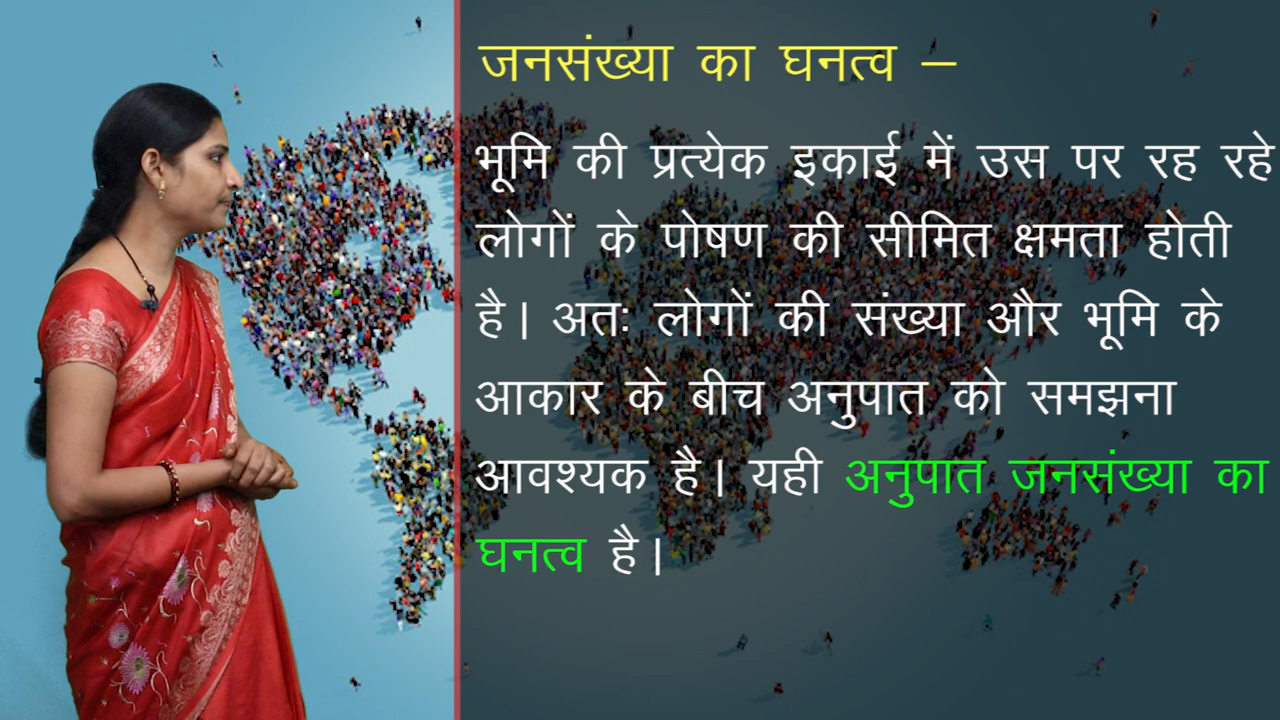 जनसंख्या का घनत्व –
भूमि की प्रत्येक इकाई में उस पर रह रहे
लोगों के पोषण की सीमित क्षमता होती
है। अतः लोगों की संख्या और भूमि के
आकार के बीच अनुपात को समझना
आवश्यक है। यही अनुपात जनसंख्या का
घनत्व है।